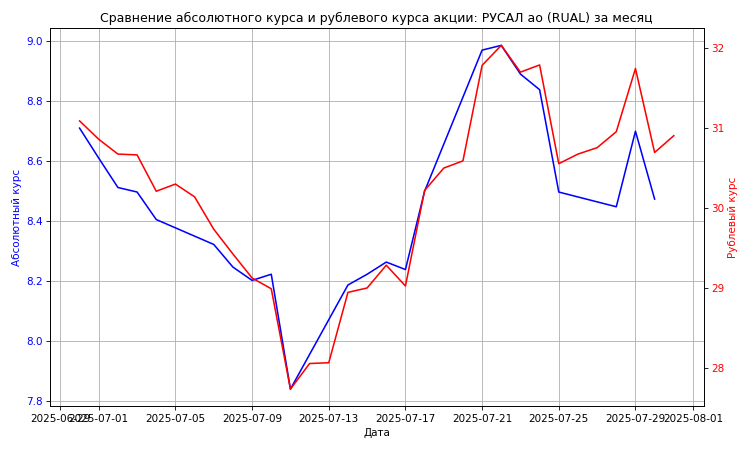 Сравнение абсолютного курса и рублевого курса акции: РУСАЛ ао (RUAL) за месяц
9.0
8.8
8.6
8.4
8.2
8.0
7.8
Абсолютный курс
32
31
30
29
28
Рублевый курс
2025-06-29 2025-07-01 2025-07-05 2025-07-09 2025-07-13 2025-07-17 2025-07-21 2025-07-25 2025-07-29 2025-08-01
Дата